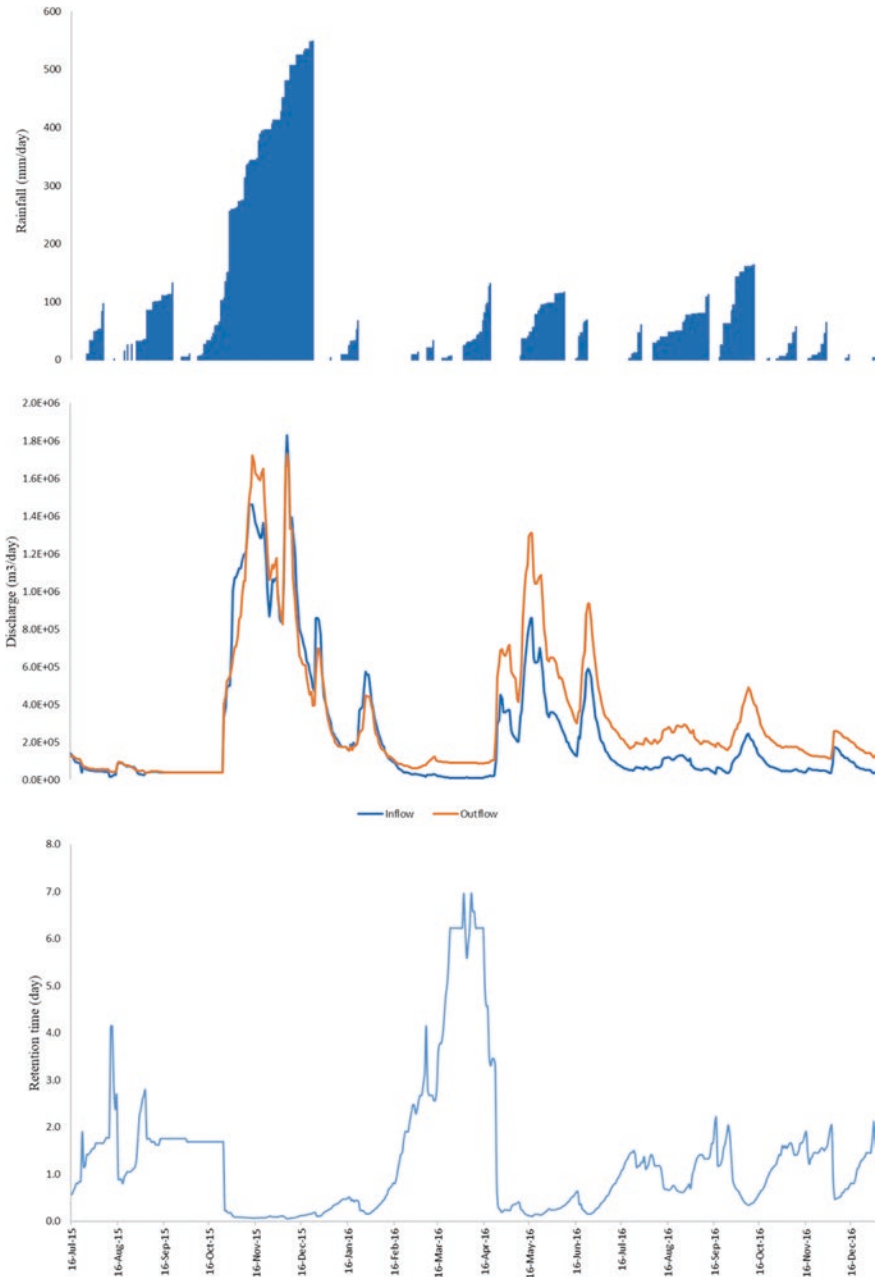 600
500
400
300
200
100
0
Rainfall (mm/day)
2.0E+06
1.8E+06
1.6E+06
1.4E+06
1.2E+06
1.0E+06
8.0E+05
6.0E+05
4.0E+05
2.0E+05
0.0E+00
Discharge (m3/day)
Inflow Outflow
8.0
7.0
6.0
5.0
4.0
3.0
2.0
1.0
0.0
Retention time (day)
16-Jul-15
16-Aug-15
16-Sep-15
16-Oct-15
16-Nov-15
16-Dec-15
16-Jan-16
16-Feb-16
16-Mar-16
16-Apr-16
16-May-16
16-Jun-16
16-Jul-16
16-Aug-16
16-Sep-16
16-Oct-16
16-Nov-16
16-Dec-16